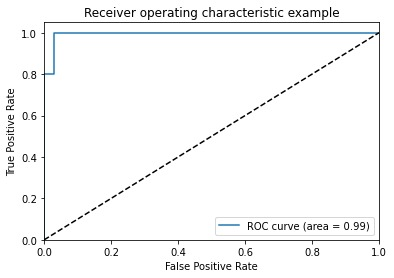 Receiver operating characteristic example
True Positive Rate
1.0
0.8
0.6
0.4
0.2
0.0
ROC curve (area = 0.99)
0.0 0.2 0.4 0.6 0.8 1.0
False Positive Rate